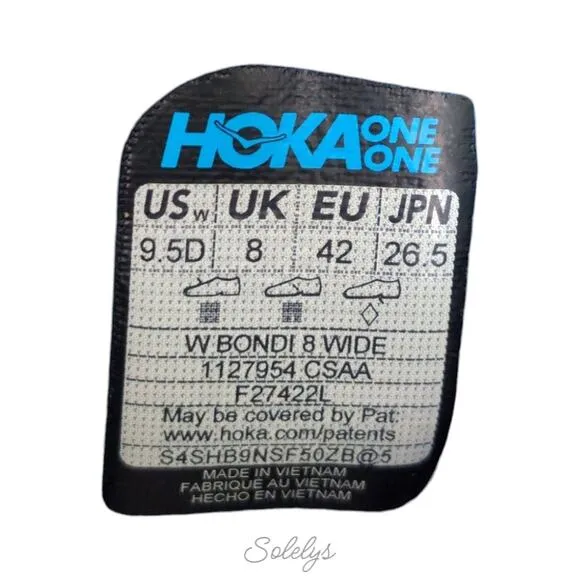 HOKA ONE ONE
US W UK EU JPN
9.5D 8 42 26.5
W BONDI 8 WIDE
1127954 CSAA
F27422L
May be covered by Pat:
www.hoka.com/patents
S4SHB9NSF50ZB@5
MADE IN VIETNAM
FABRIQUÉ AU VIETNAM
HECHO EN VIETNAM
Solelys